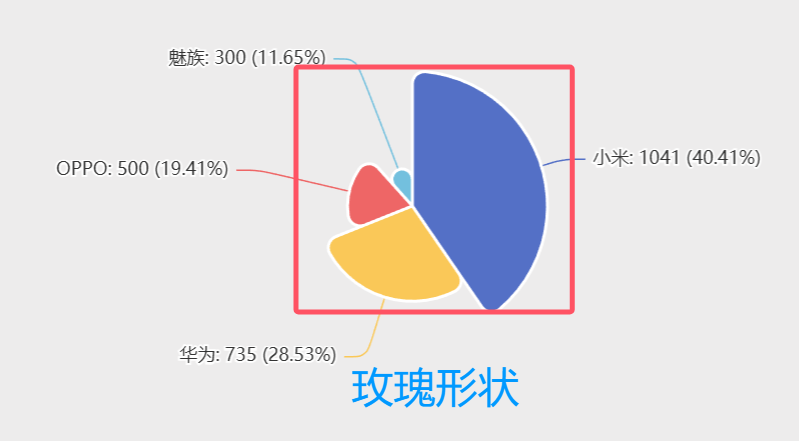 魅族: 300 (11.65%)
小米: 1041 (40.41%)
OPPO: 500 (19.41%)
华为: 735 (28.53%)
玫瑰形状